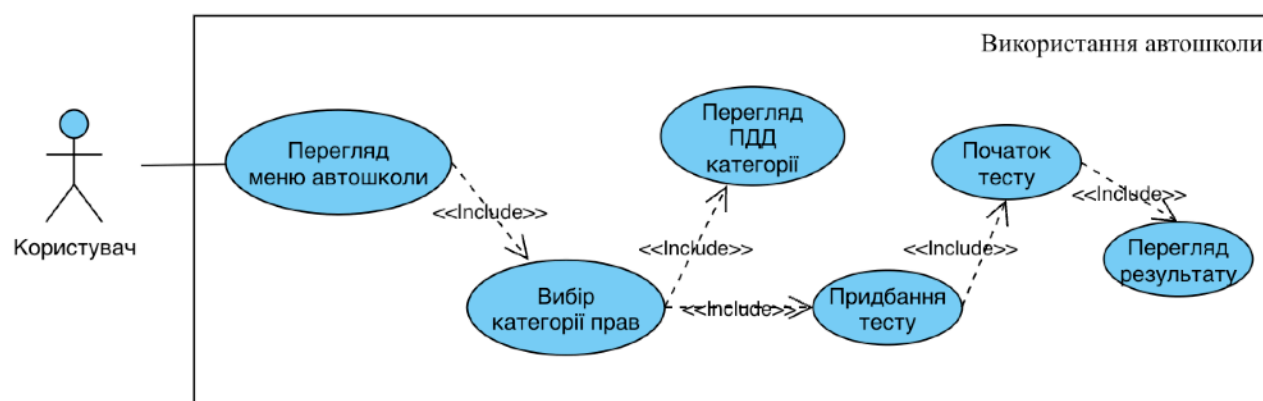 Використання автошколи
Користувач
Перегляд
меню автошколи
<<Include>>
Вибір
категорії прав
<<Include>>
Перегляд
ПДД
категорії
<<Include>>
Придбання
тесту
<<Include>>
Початок
тесту
<<Include>>
Перегляд
результату